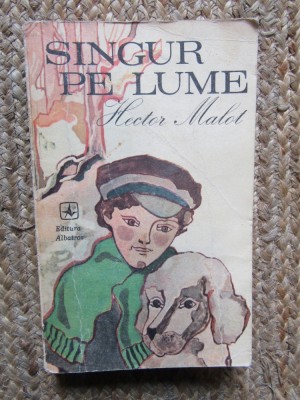 SINGUR
PE LUME
Hector Malot
Editura
Albatros